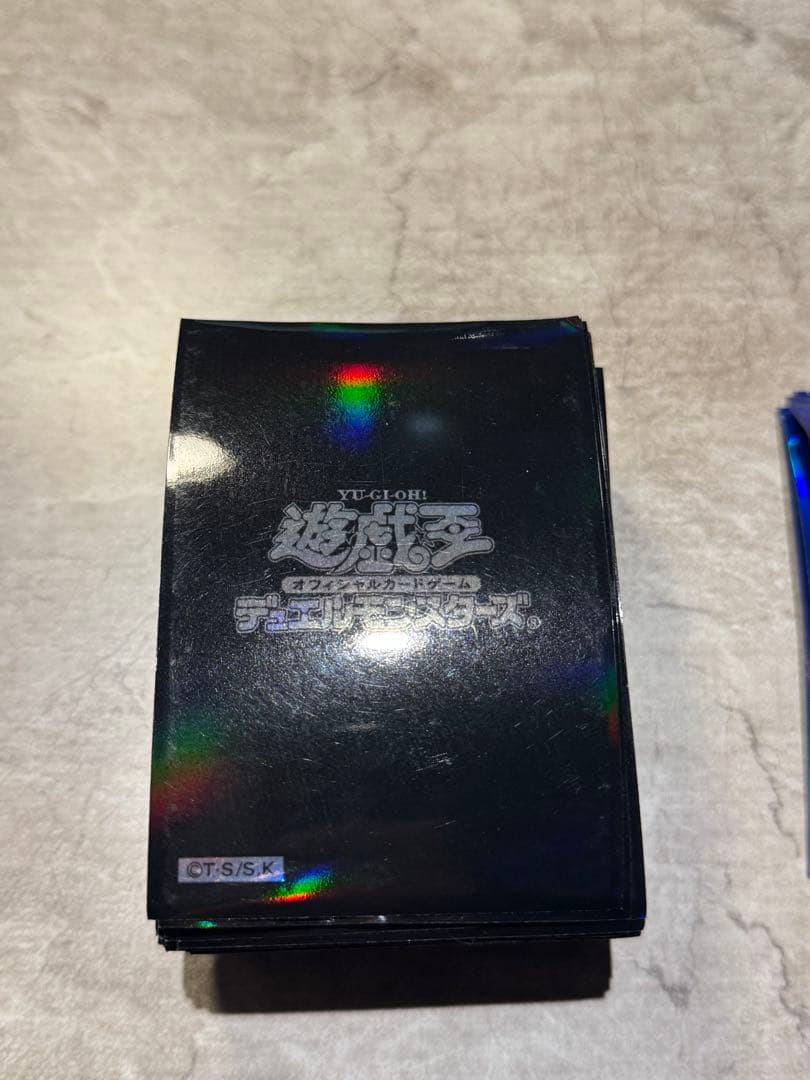 YU-GI-OH!
遊戯王
オフィシャルカードゲーム
デュエルモンスターズ®
©T・S/S,K